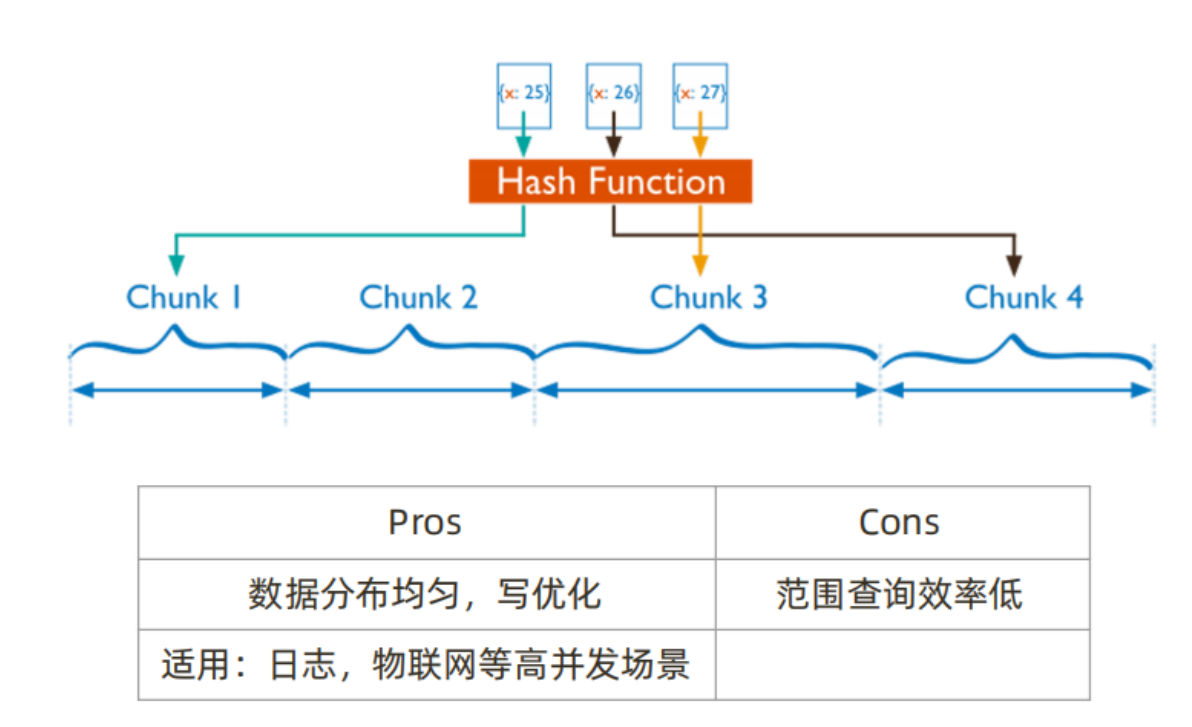 {x: 25} {x: 26} {x: 27}
Hash Function
Chunk 1 Chunk 2 Chunk 3 Chunk 4
Pros Cons
数据分布均匀，写优化 范围查询效率低
适用：日志，物联网等高并发场景